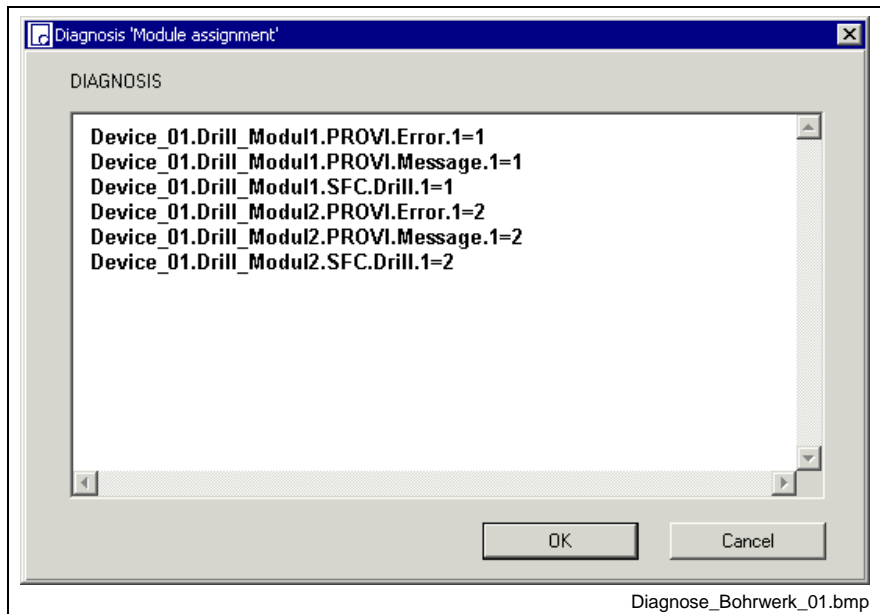 Diagnosis 'Module assignment'
DIAGNOSIS
Device_01.Drill_Modul1.PROVI.Error.1=1
Device_01.Drill_Modul1.PROVI.Message.1=1
Device_01.Drill_Modul1.SFC.Drill.1=1
Device_01.Drill_Modul2.PROVI.Error.1=2
Device_01.Drill_Modul2.PROVI.Message.1=2
Device_01.Drill_Modul2.SFC.Drill.1=2
OK Cancel
Diagnose_Bohrwerk_01.bmp